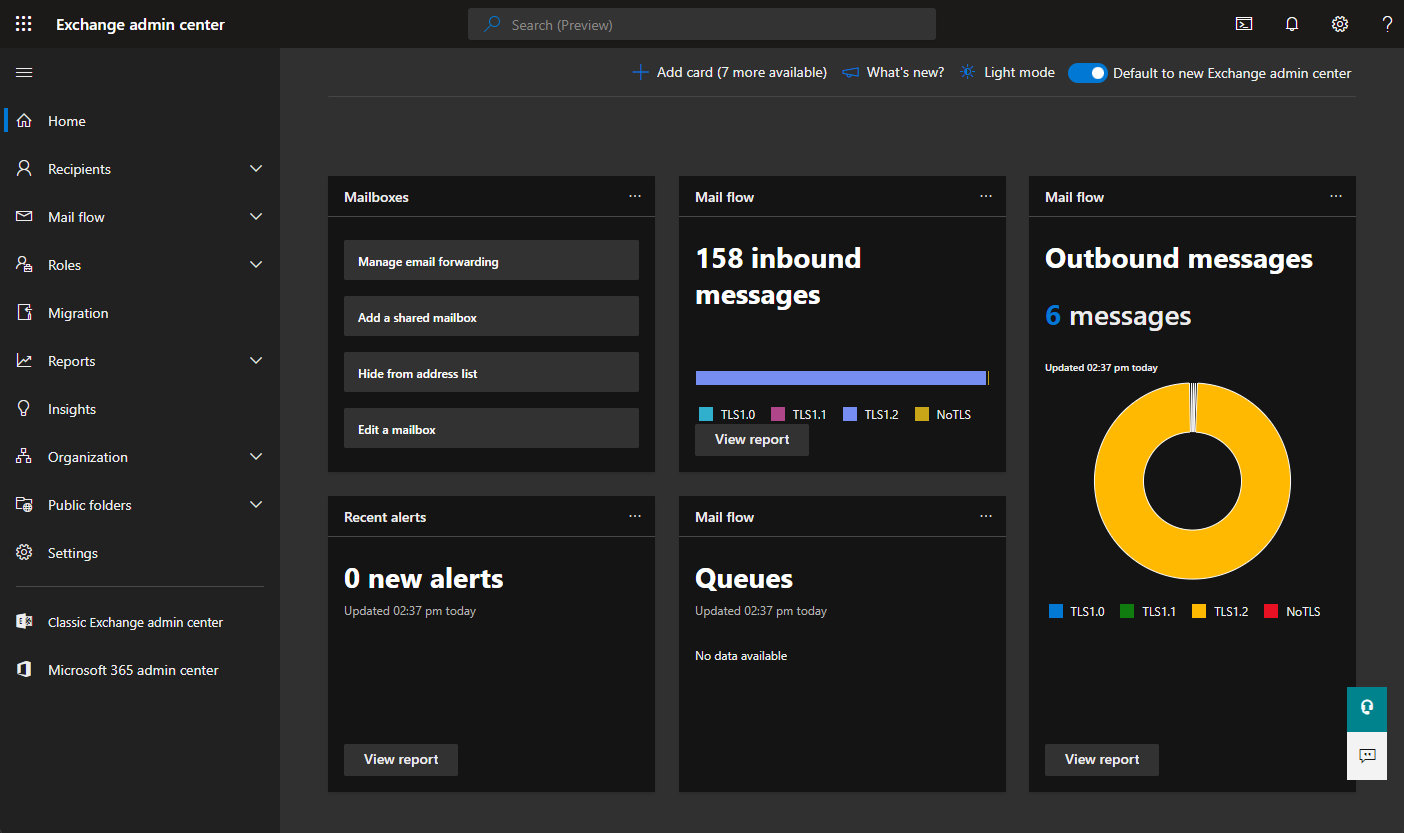 Exchange admin center
Search (Preview)
Add card (7 more available)
What's new?
Light mode
Default to new Exchange admin center
Home
Recipients
Mail flow
Roles
Migration
Reports
Insights
Organization
Public folders
Settings
Classic Exchange admin center
Microsoft 365 admin center
Mailboxes
Manage email forwarding
Add a shared mailbox
Hide from address list
Edit a mailbox
Mail flow
158 inbound
messages
TLS1.0 TLS1.1 TLS1.2 NoTLS
View report
Mail flow
Outbound messages
6 messages
Updated 02:37 pm today
TLS1.0 TLS1.1 TLS1.2 NoTLS
View report
Recent alerts
0 new alerts
Updated 02:37 pm today
View report
Mail flow
Queues
Updated 02:37 pm today
No data available